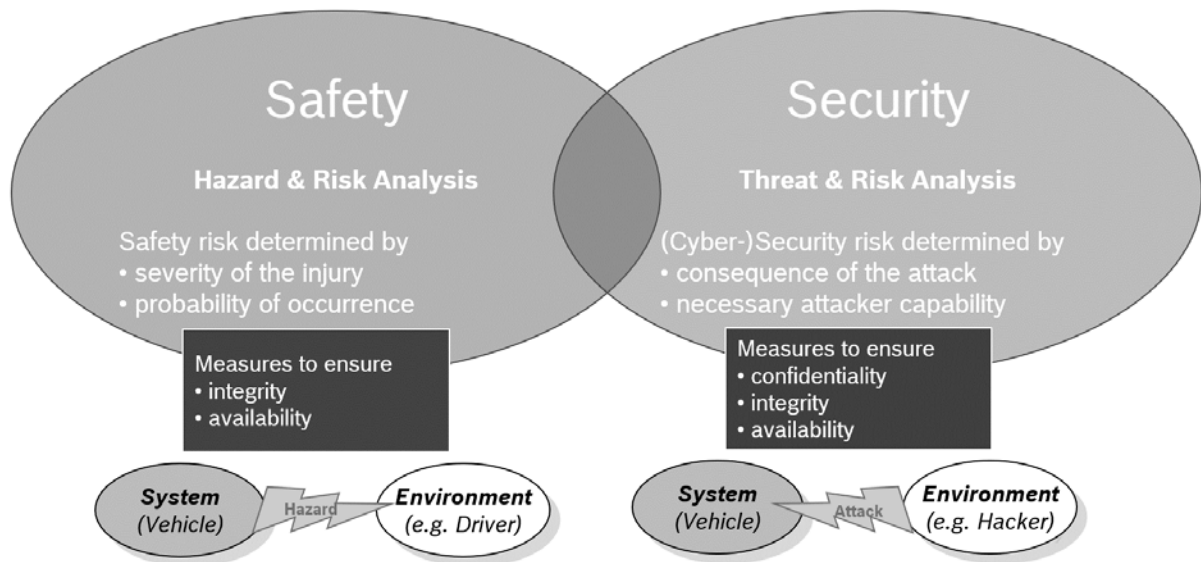 Safety
Hazard & Risk Analysis
Safety risk determined by
• severity of the injury
• probability of occurrence
Measures to ensure
• integrity
• availability
System
(Vehicle)
Hazard
Environment
(e.g. Driver)
Security
Threat & Risk Analysis
(Cyber-)Security risk determined by
• consequence of the attack
• necessary attacker capability
Measures to ensure
• confidentiality
• integrity
• availability
System
(Vehicle)
Attack
Environment
(e.g. Hacker)